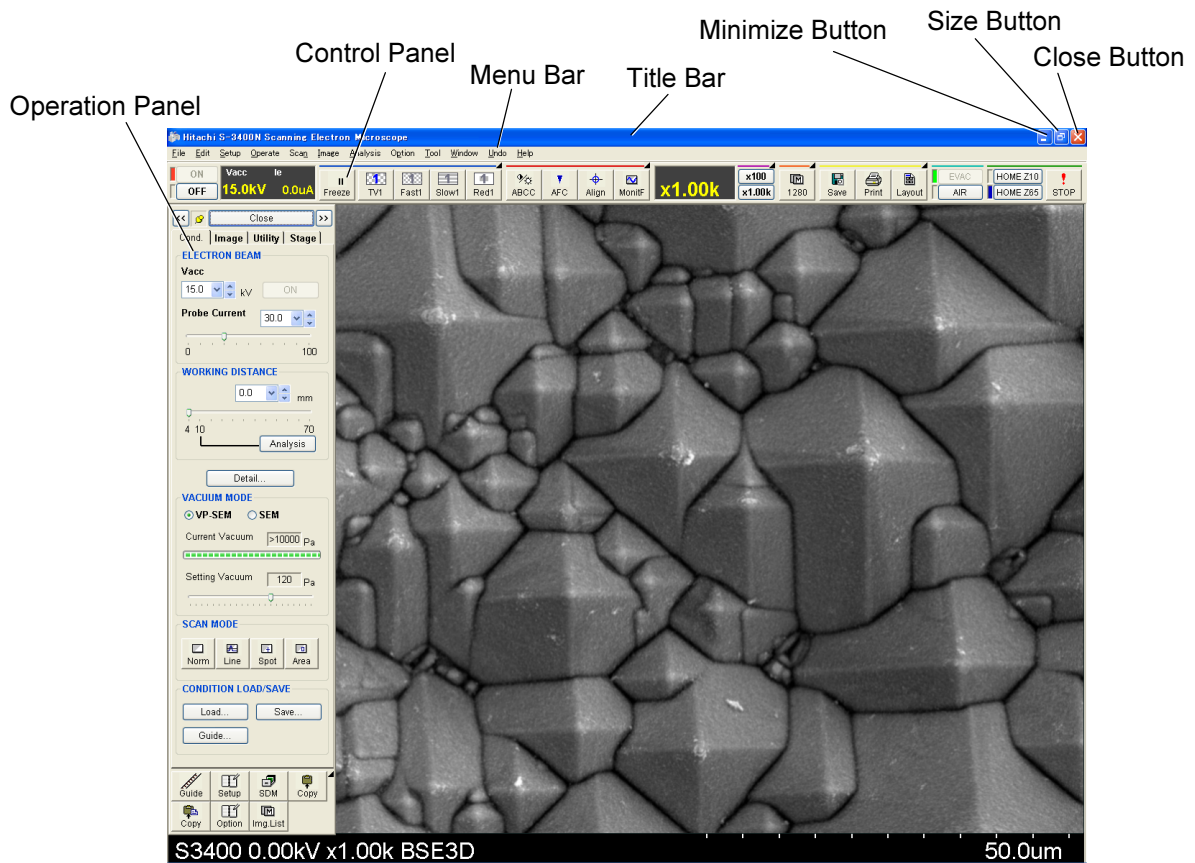 Minimize Button
Size Button
Close Button
Control Panel
Menu Bar
Title Bar
Operation Panel
Hitachi S-3400N Scanning Electron Microscope
File Edit Setup Operate Scan Image Analysis Option Tool Window Undo Help
ON Vacc Ie x100 EVAC HOME Z10
OFF 15.0kV 0.0uA Freeze TV1 Fast1 Slow1 Red1 ABCC AFC Align MonitF x1.00k x1.00k 1280 Save Print Layout AIR HOME Z65 STOP
<< Close >>
Cond. Image Utility Stage
ELECTRON BEAM
Vacc
15.0 kV ON
Probe Current 30.0
0 100
WORKING DISTANCE
0.0 mm
4 10 70
Analysis
Detail...
VACUUM MODE
VP-SEM SEM
Current Vacuum >10000 Pa
Setting Vacuum 120 Pa
SCAN MODE
Norm Line Spot Area
CONDITION LOAD/SAVE
Load... Save...
Guide...
Guide Setup SDM Copy
Copy Option Img.List
S3400 0.00kV x1.00k BSE3D 50.0um